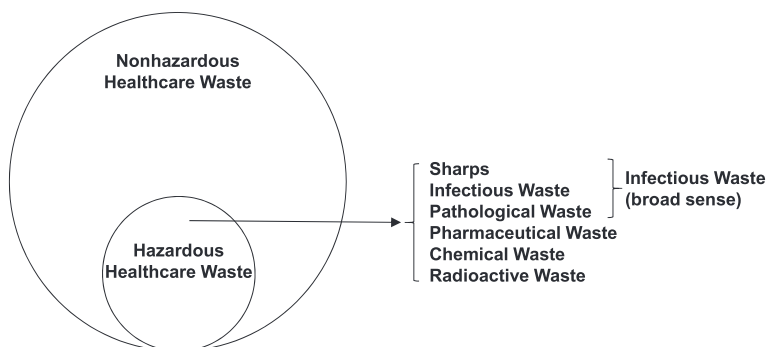 Nonhazardous
Healthcare Waste
Hazardous
Healthcare Waste
Sharps
Infectious Waste
Pathological Waste
Pharmaceutical Waste
Chemical Waste
Radioactive Waste
Infectious Waste
(broad sense)